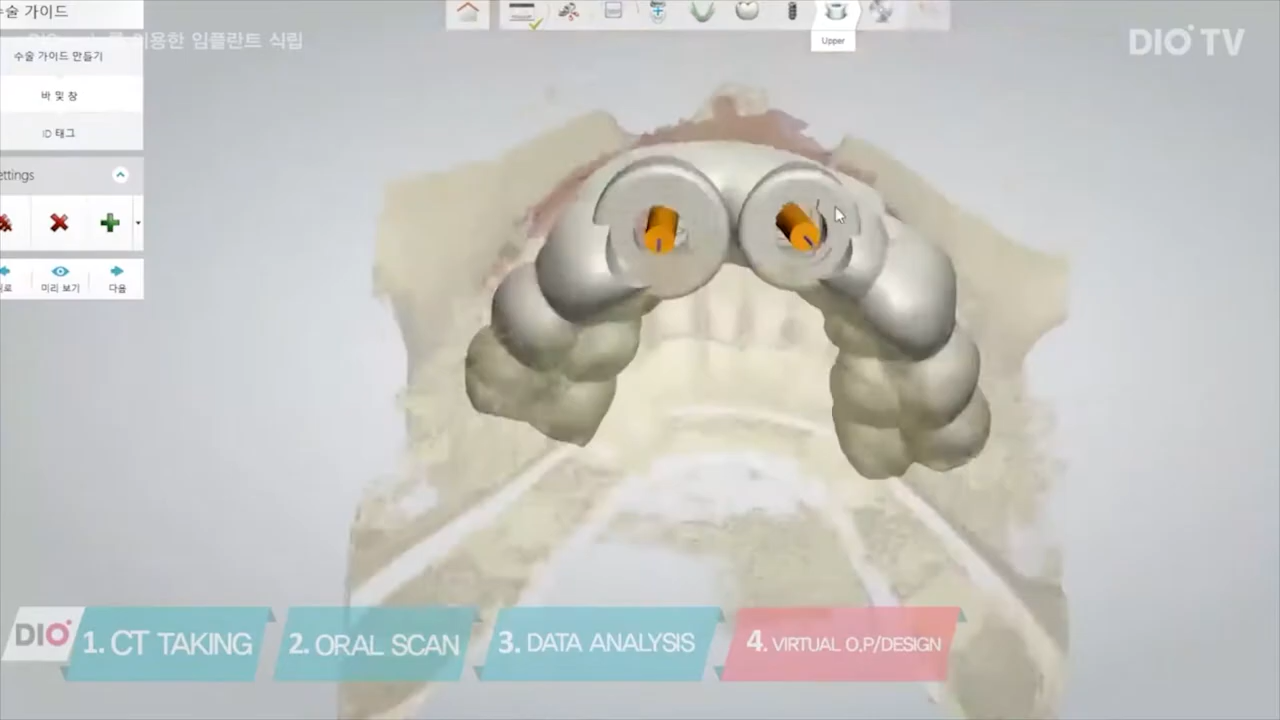 수술 가이드
이용한 임플란트 식립
DIO TV
Upper
수술 가이드 만들기
바 및 창
ID 태그
ettings
미리 보기
다음
DIO
1. CT TAKING
2. ORAL SCAN
3. DATA ANALYSIS
4. VIRTUAL O.P/DESIGN